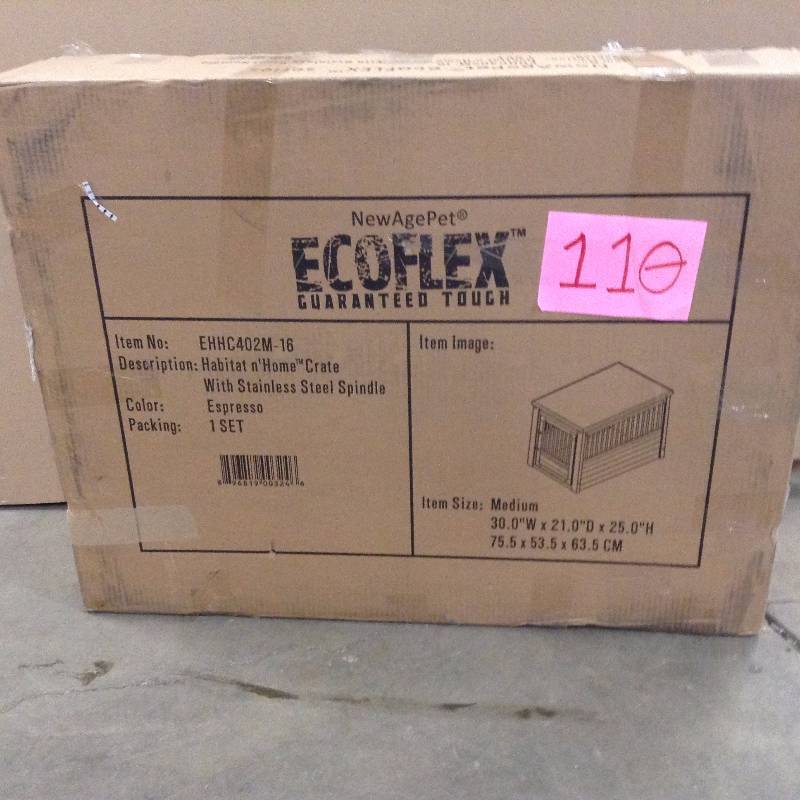 NewAgePet®
ECOFLEX™
GUARANTEED TOUGH
110
Item No: EHHC402M-16
Description: Habitat n'Home™Crate
With Stainless Steel Spindle
Color: Espresso
Packing: 1 SET
Item Image:
Item Size: Medium
30.0"W x 21.0"D x 25.0"H
75.5 x 53.5 x 63.5 CM